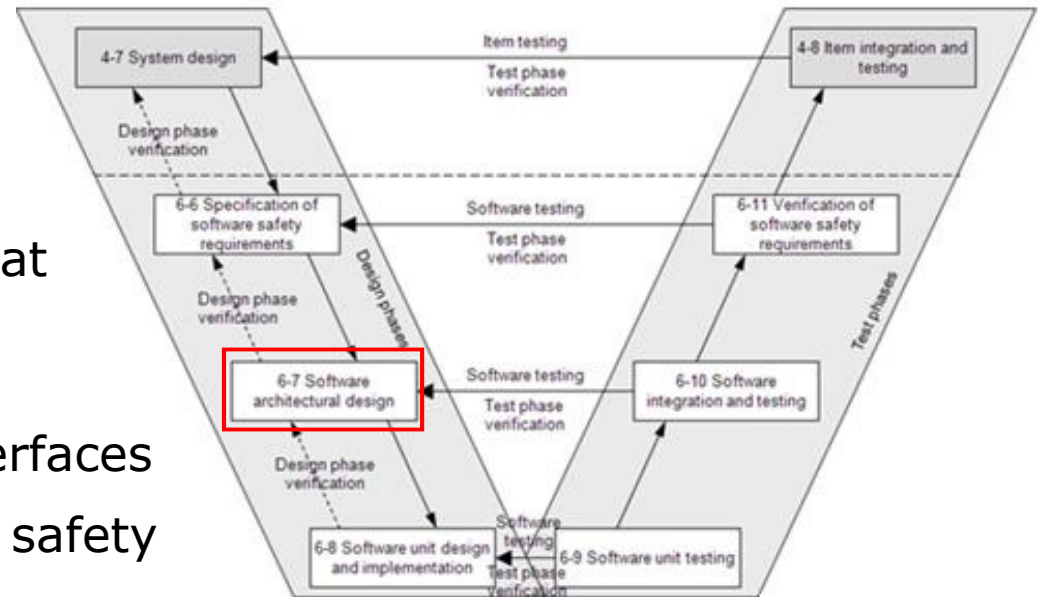 4-7 System design
Item testing
Test phase
verification
4-8 Item integration and
testing
Design phase
verification
6-6 Specification of
software safety
requirements
Software testing
Test phase
verification
6-11 Verification of
software safety
requirements
at
Design phase
verification
Design phases
Test phases
6-7 Software
architectural design
Software testing
Test phase
verification
6-10 Software
integration and testing
erfaces
Design phase
verification
safety
6-8 Software unit design
and implementation
Software
testing
Test phase
verification
6-9 Software unit testing